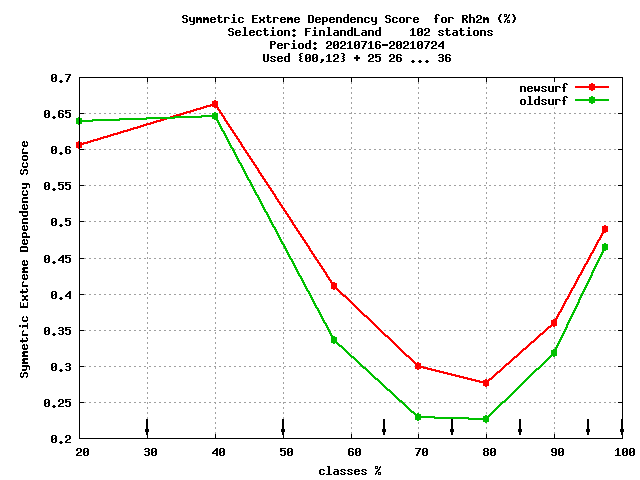 Symmetric Extreme Dependency Score for Rh2m (%)
Selection: FinlandLand 102 stations
Period: 20210716-20210724
Used {00,12} + 25 26 ... 36
newsurf
oldsurf
0.7
0.65
0.6
0.55
0.5
0.45
0.4
0.35
0.3
0.25
0.2
Symmetric Extreme Dependency Score
20 30 40 50 60 70 80 90 100
classes %